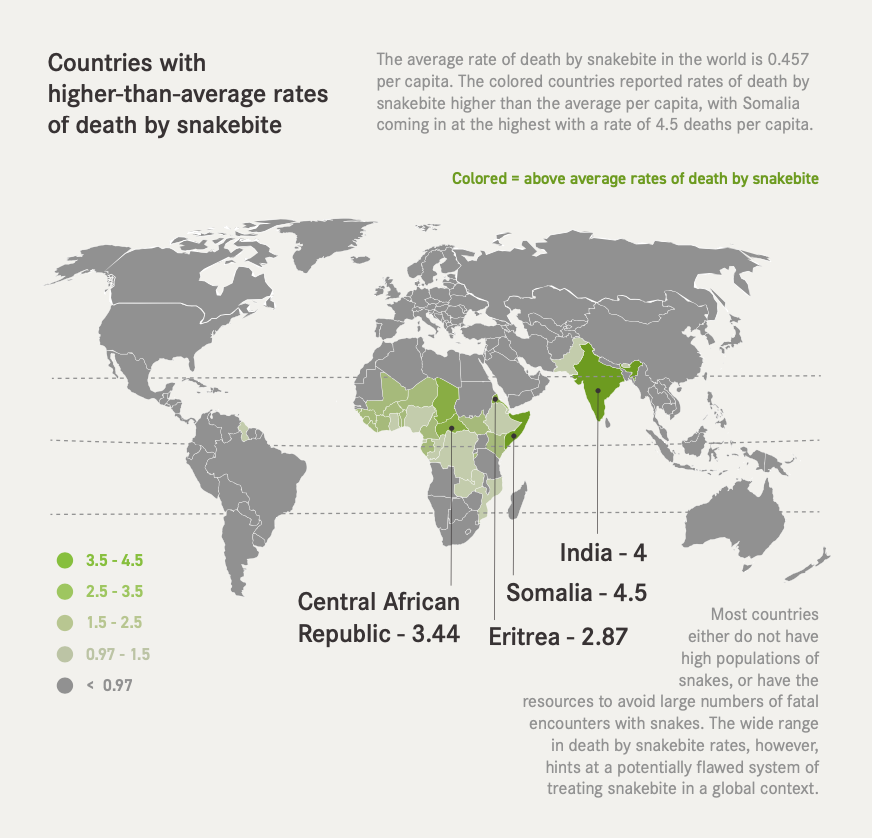 Countries with
higher-than-average rates
of death by snakebite
The average rate of death by snakebite in the world is 0.457
per capita. The colored countries reported rates of death by
snakebite higher than the average per capita, with Somalia
coming in at the highest with a rate of 4.5 deaths per capita.
Colored = above average rates of death by snakebite
3.5 - 4.5
2.5 - 3.5
1.5 - 2.5
0.97 - 1.5
< 0.97
India - 4
Somalia - 4.5
Central African
Republic - 3.44
Eritrea - 2.87
Most countries
either do not have
high populations of
snakes, or have the
resources to avoid large numbers of fatal
encounters with snakes. The wide range
in death by snakebite rates, however,
hints at a potentially flawed system of
treating snakebite in a global context.